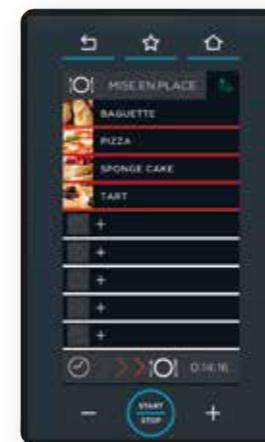 MISE EN PLACE
BAGUETTE
PIZZA
SPONGE CAKE
TART
+
+
+
+
+
0:14:16
− START STOP +